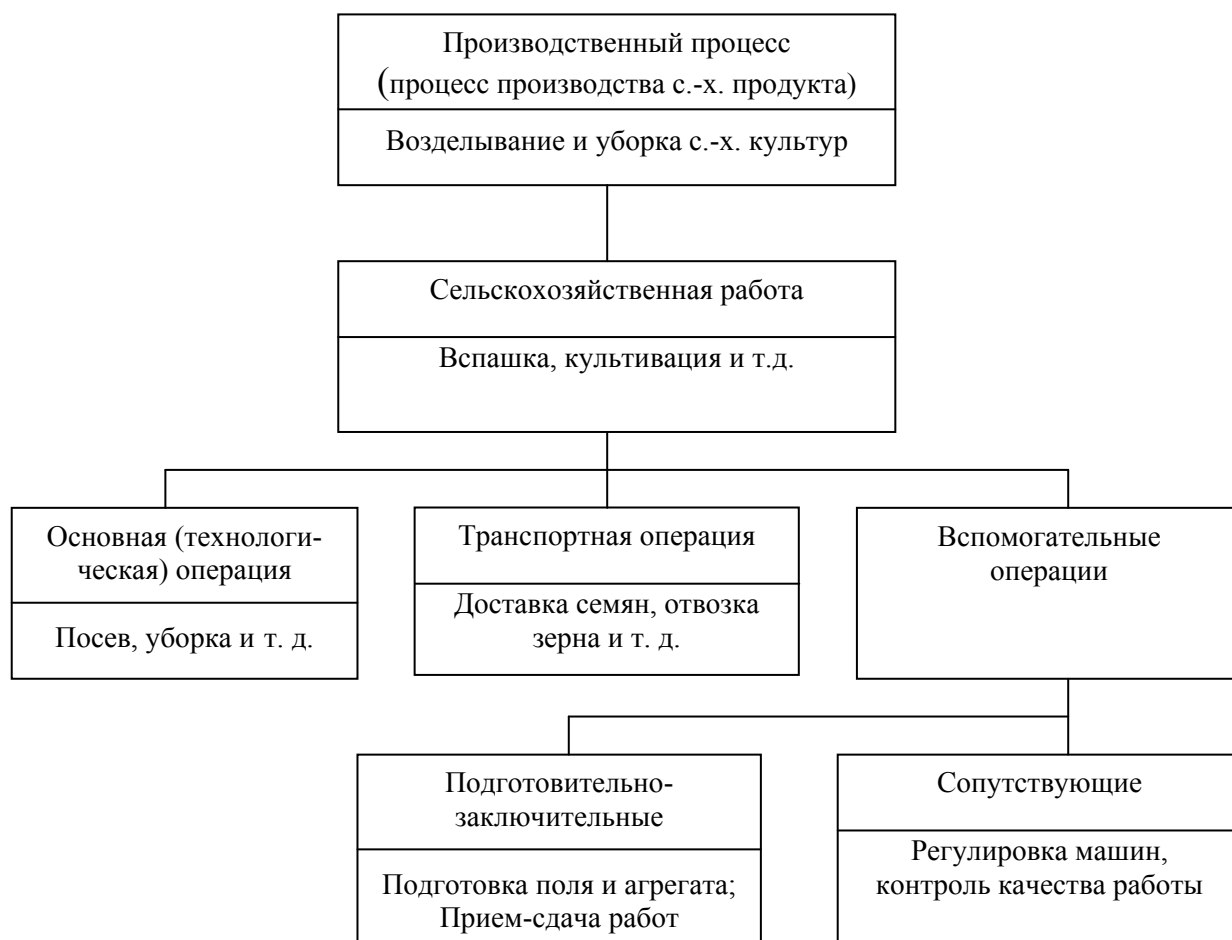 Производственный процесс
(процесс производства с.-х. продукта)
Возделывание и уборка с.-х. культур
Сельскохозяйственная работа
Вспашка, культивация и т.д.
Основная (технологи-
ческая) операция
Посев, уборка и т. д.
Транспортная операция
Доставка семян, отвозка
зерна и т. д.
Вспомогательные
операции
Подготовительно-
заключительные
Подготовка поля и агрегата;
Прием-сдача работ
Сопутствующие
Регулировка машин,
контроль качества работы